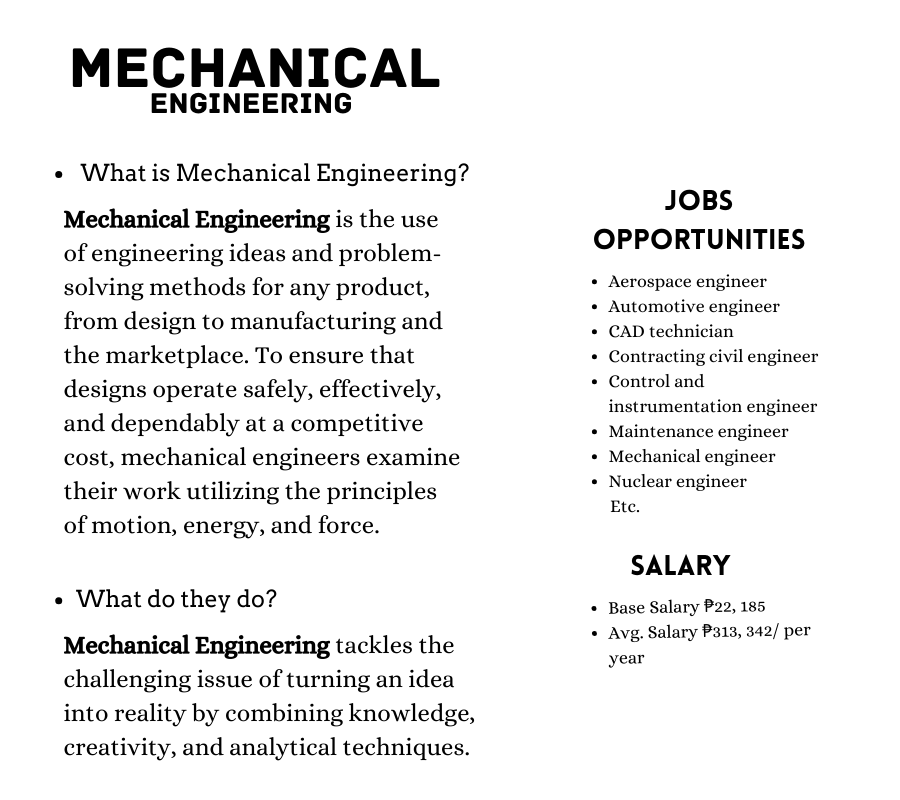 MECHANICAL
ENGINEERING
• What is Mechanical Engineering?
Mechanical Engineering is the use
of engineering ideas and problem-
solving methods for any product,
from design to manufacturing and
the marketplace. To ensure that
designs operate safely, effectively,
and dependably at a competitive
cost, mechanical engineers examine
their work utilizing the principles
of motion, energy, and force.
• What do they do?
Mechanical Engineering tackles the
challenging issue of turning an idea
into reality by combining knowledge,
creativity, and analytical techniques.
JOBS
OPPORTUNITIES
• Aerospace engineer
• Automotive engineer
• CAD technician
• Contracting civil engineer
• Control and
instrumentation engineer
• Maintenance engineer
• Mechanical engineer
• Nuclear engineer
Etc.
SALARY
• Base Salary ₱22, 185
• Avg. Salary ₱313, 342/ per
year